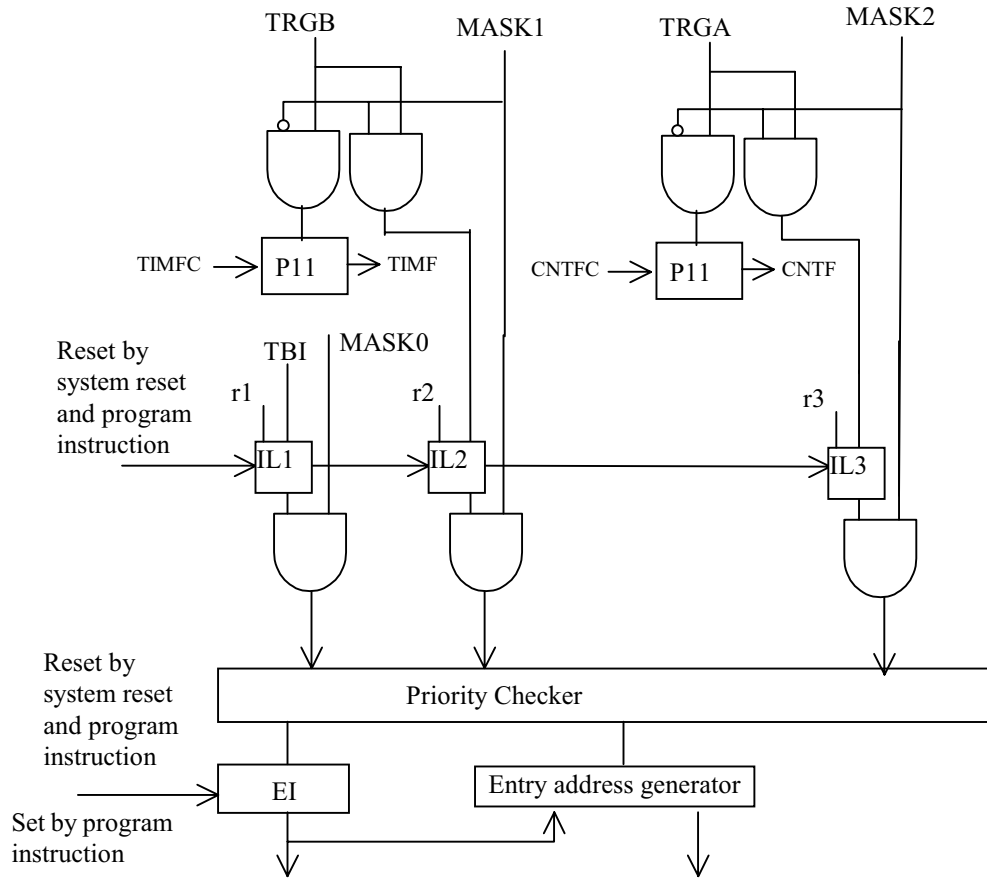 TRGB
MASK1
TRGA
MASK2
TIMFC
P11
TIMF
CNTFC
P11
CNTF
Reset by
system reset
and program
instruction
TBI
MASK0
r1
r2
r3
IL1
IL2
IL3
Reset by
system reset
and program
instruction
Priority Checker
EI
Entry address generator
Set by program
instruction